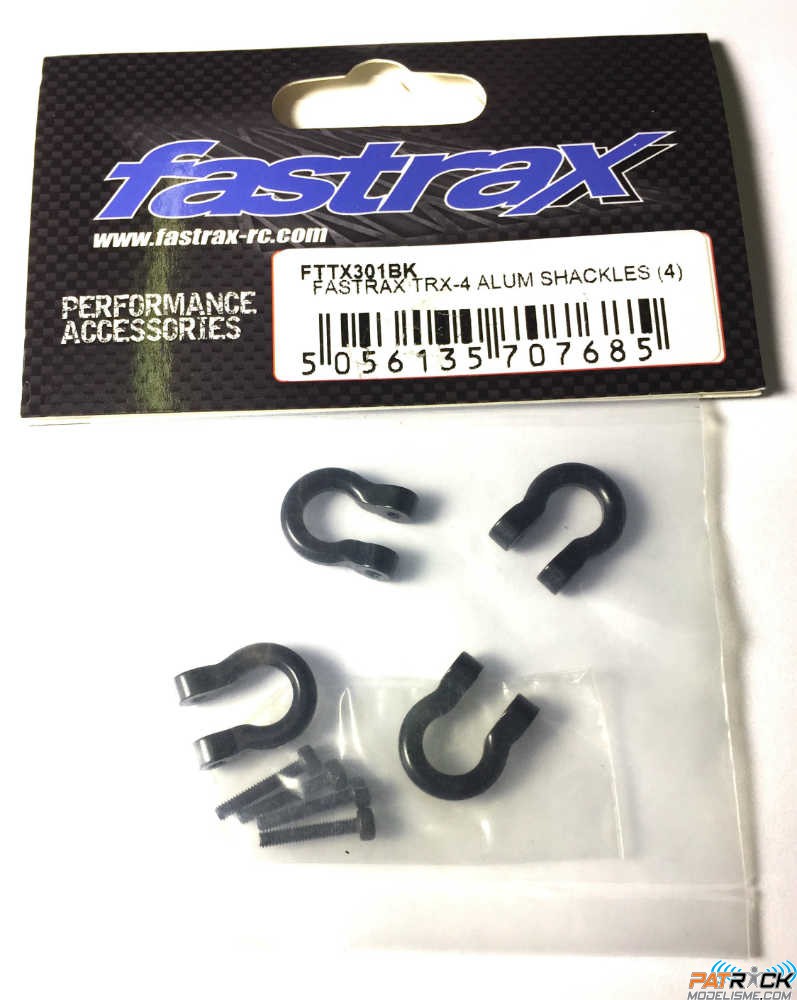 fastrax
www.fastrax-rc.com
PERFORMANCE
ACCESSORIES
FTTX301BK
FASTRAX TRX-4 ALUM SHACKLES (4)
5 056135 707685
PATRICK
MODELISME.COM